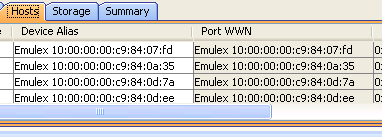 Hosts Storage Summary
Device Alias Port WWN
Emulex 10:00:00:00:c9:84:07:fd Emulex 10:00:00:00:c9:84:07:fd
Emulex 10:00:00:00:c9:84:0a:35 Emulex 10:00:00:00:c9:84:0a:35
Emulex 10:00:00:00:c9:84:0d:7a Emulex 10:00:00:00:c9:84:0d:7a
Emulex 10:00:00:00:c9:84:0d:ee Emulex 10:00:00:00:c9:84:0d:ee